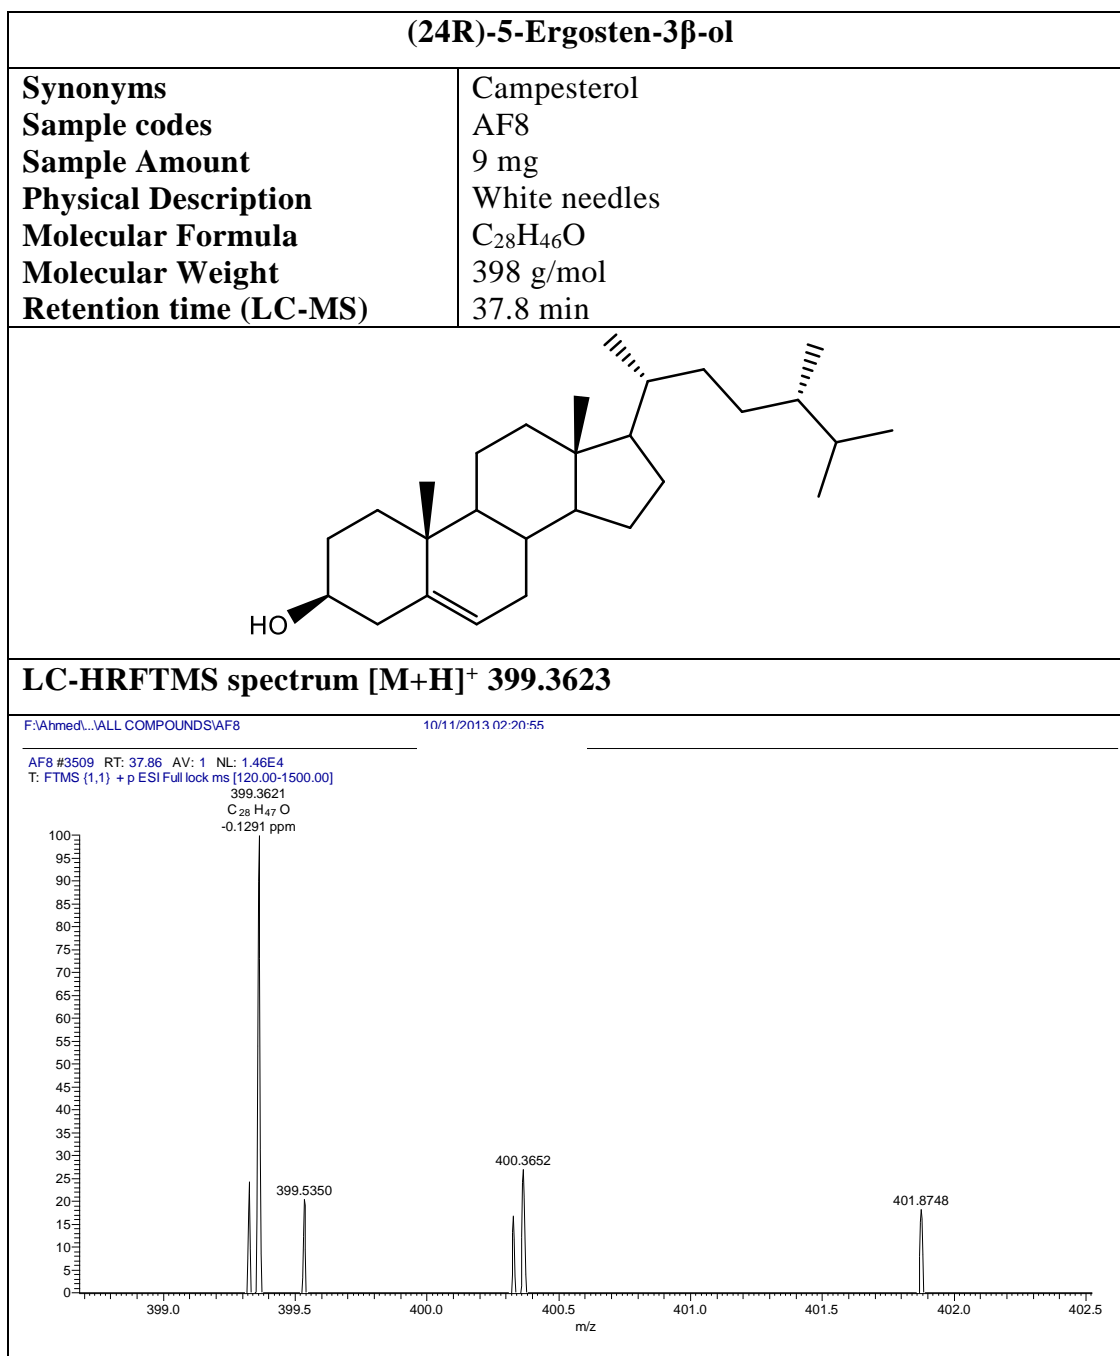 (24R)-5-Ergosten-3β-ol
Synonyms Campesterol
Sample codes AF8
Sample Amount 9 mg
Physical Description White needles
Molecular Formula C₂₈H₄₆O
Molecular Weight 398 g/mol
Retention time (LC-MS) 37.8 min
HO
LC-HRFTMS spectrum [M+H]⁺ 399.3623
F:\Ahmed\...\ALL COMPOUNDS\AF8 10/11/2013 02:20:55
AF8 #3509 RT: 37.86 AV: 1 NL: 1.46E4
T: FTMS {1,1} + p ESI Full lock ms [120.00-1500.00]
399.3621
C₂₈ H₄₇ O
-0.1291 ppm
100
95
90
85
80
75
70
65
60
55
50
45
40
35
30
25
20
15
10
5
0
399.5350
400.3652
401.8748
399.0 399.5 400.0 400.5 401.0 401.5 402.0 402.5
m/z